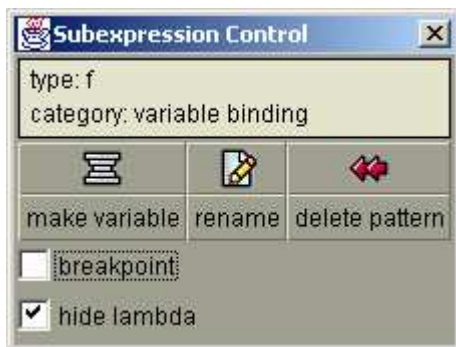 Subexpression Control
type: f
category: variable binding
make variable rename delete pattern
breakpoint
hide lambda